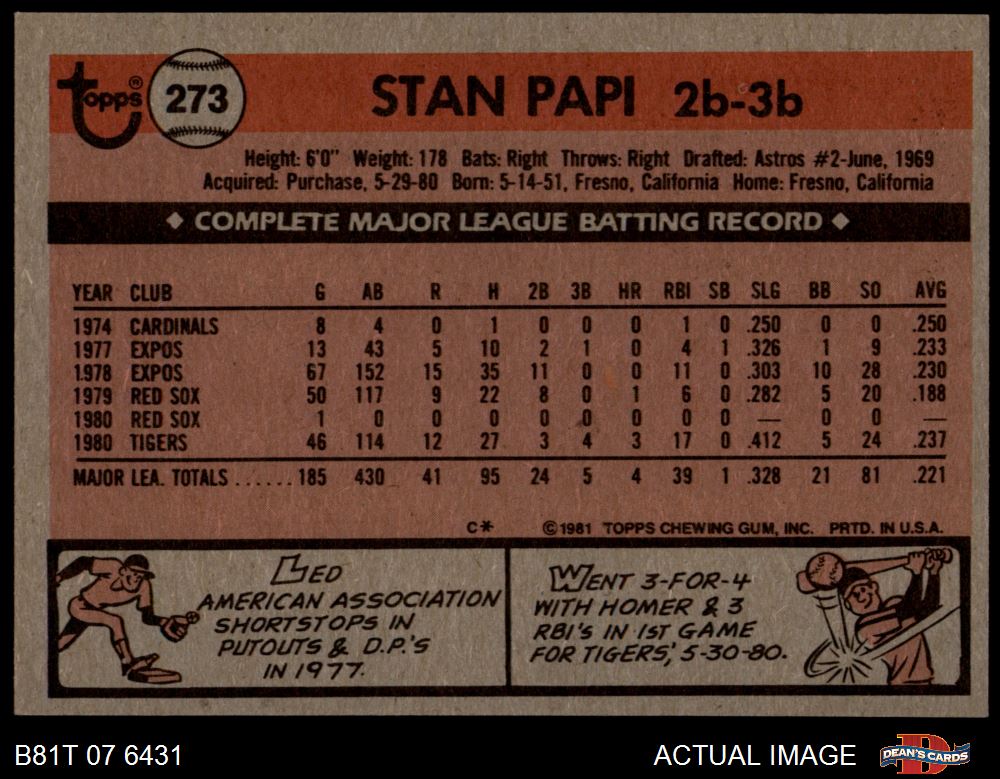 topps® 273 STAN PAPI 2b-3b
Height: 6'0" Weight: 178 Bats: Right Throws: Right Drafted: Astros #2-June, 1969
Acquired: Purchase, 5-29-80 Born: 5-14-51, Fresno, California Home: Fresno, California
◆ COMPLETE MAJOR LEAGUE BATTING RECORD ◆
YEAR CLUB G AB R H 2B 3B HR RBI SB SLG BB SO AVG
1974 CARDINALS 8 4 0 1 0 0 0 1 0 .250 0 0 .250
1977 EXPOS 13 43 5 10 2 1 0 4 1 .326 1 9 .233
1978 EXPOS 67 152 15 35 11 0 0 11 0 .303 10 28 .230
1979 RED SOX 50 117 9 22 8 0 1 6 0 .282 5 20 .188
1980 RED SOX 1 0 0 0 0 0 0 0 0 — 0 0 —
1980 TIGERS 46 114 12 27 3 4 3 17 0 .412 5 24 .237
MAJOR LEA. TOTALS ...... 185 430 41 95 24 5 4 39 1 .328 21 81 .221
C* ©1981 TOPPS CHEWING GUM, INC. PRTD. IN U.S.A.
LED
AMERICAN ASSOCIATION
SHORTSTOPS IN
PUTOUTS & D.P.'S
IN 1977.
WENT 3-FOR-4
WITH HOMER & 3
RBI'S IN 1ST GAME
FOR TIGERS, 5-30-80.
B81T 07 6431 ACTUAL IMAGE DEAN'S CARDS